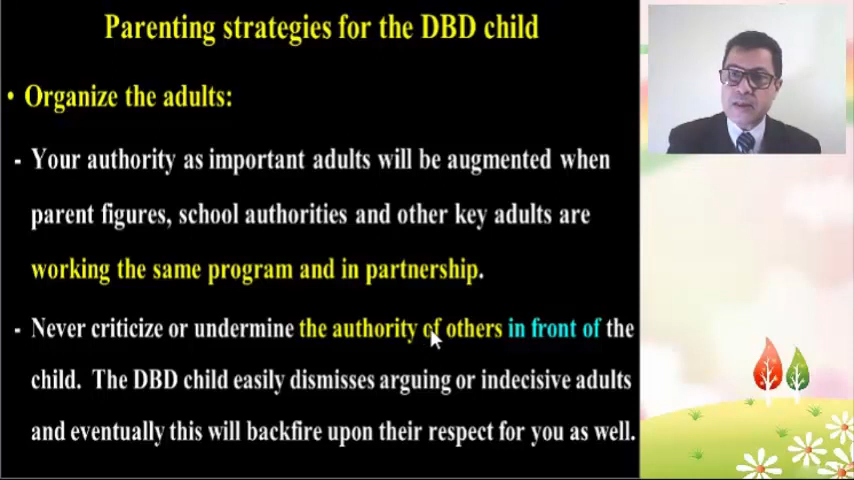 Parenting strategies for the DBD child
• Organize the adults:
- Your authority as important adults will be augmented when
parent figures, school authorities and other key adults are
working the same program and in partnership.
- Never criticize or undermine the authority of others in front of the
child. The DBD child easily dismisses arguing or indecisive adults
and eventually this will backfire upon their respect for you as well.